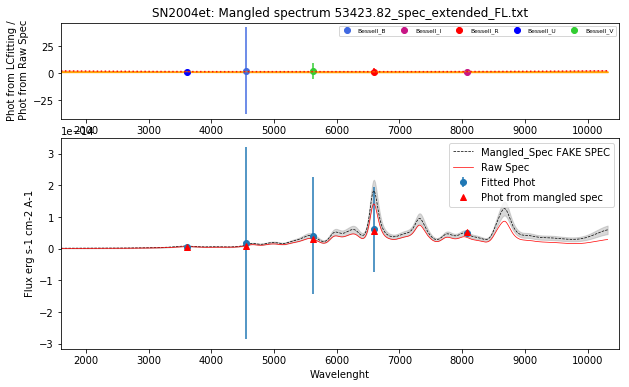 SN2004et: Mangled spectrum 53423.82_spec_extended_FL.txt
Phot from LCfitting /
Phot from Raw Spec
25
0
−25
Bessell_B Bessell_I Bessell_R Bessell_U Bessell_V
2000 3000 4000 5000 6000 7000 8000 9000 10000
1e−14
Flux erg s-1 cm-2 A-1
3
2
1
0
−1
−2
−3
Mangled_Spec FAKE SPEC
Raw Spec
Fitted Phot
Phot from mangled spec
2000 3000 4000 5000 6000 7000 8000 9000 10000
Wavelenght